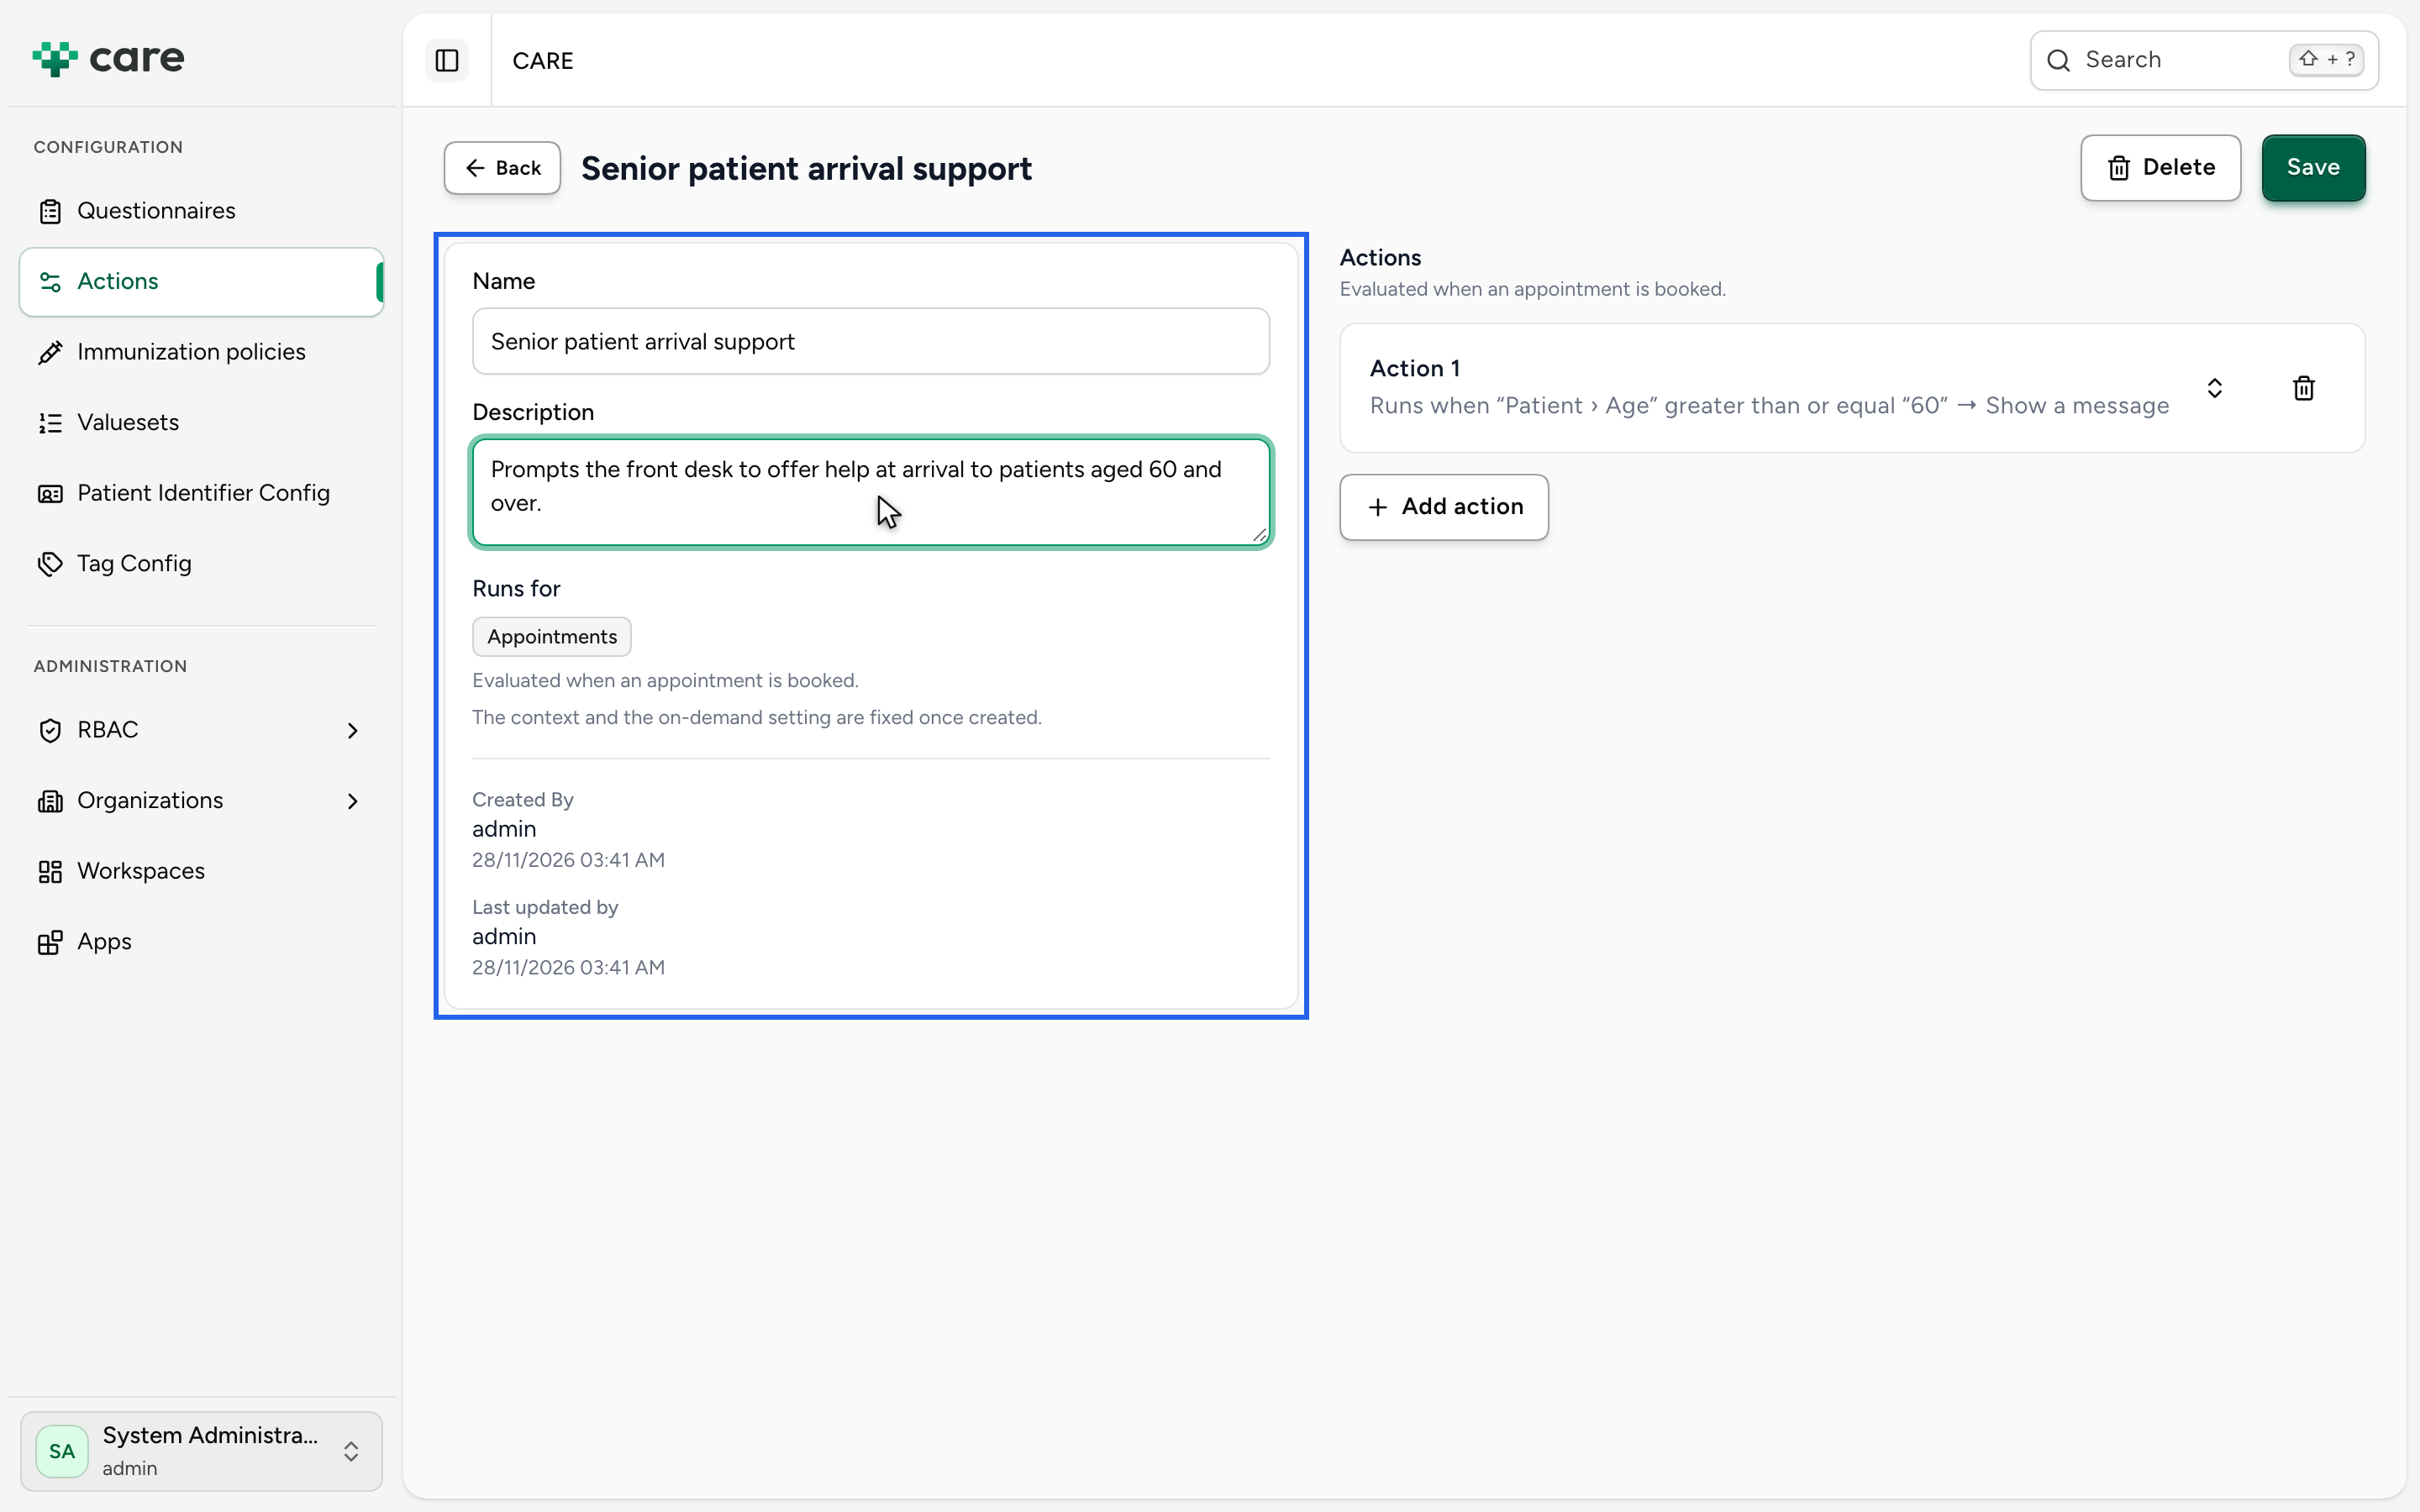 care
CONFIGURATION
Questionnaires
Actions
Immunization policies
Valuesets
Patient Identifier Config
Tag Config
ADMINISTRATION
RBAC
Organizations
Workspaces
Apps
SA
System Administra...
admin
CARE
Search
+ ?
Back
Senior patient arrival support
Delete
Save
Name
Senior patient arrival support
Description
Prompts the front desk to offer help at arrival to patients aged 60 and
over.
Runs for
Appointments
Evaluated when an appointment is booked.
The context and the on-demand setting are fixed once created.
Created By
admin
28/11/2026 03:41 AM
Last updated by
admin
28/11/2026 03:41 AM
Actions
Evaluated when an appointment is booked.
Action 1
Runs when “Patient › Age” greater than or equal “60” → Show a message
Add action